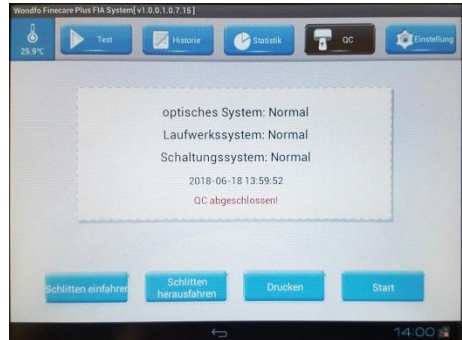 Wondfo Finecare Plus FIA System[ v1.0.0.1.0.7.15 ]
25.9℃
Test
Historie
Statistik
QC
Einstellung
optisches System: Normal
Laufwerkssystem: Normal
Schaltungssystem: Normal
2018-06-18 13:59:52
QC abgeschlossen!
Schlitten einfahren
Schlitten
herausfahren
Drucken
Start
14:00